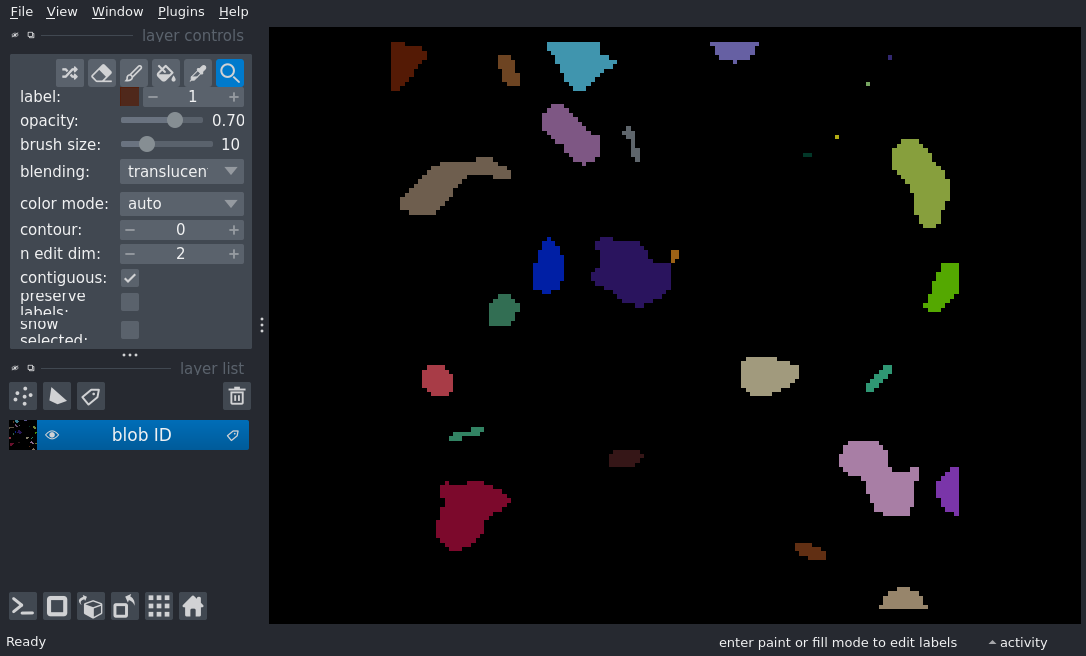 File View Window Plugins Help
layer controls
label: 1
opacity: 0.70
brush size: 10
blending: translucen
color mode: auto
contour: 0
n edit dim: 2
contiguous:
preserve
labels:
show
selected:
layer list
blob ID
Ready
enter paint or fill mode to edit labels
activity